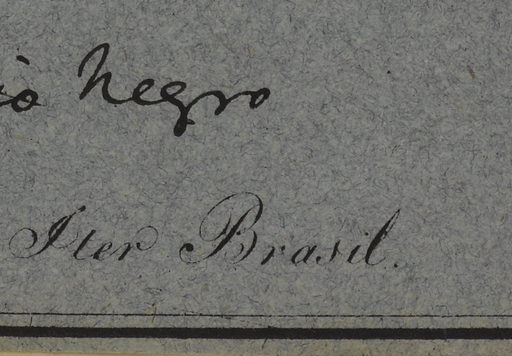 negro
Iter Brasil.